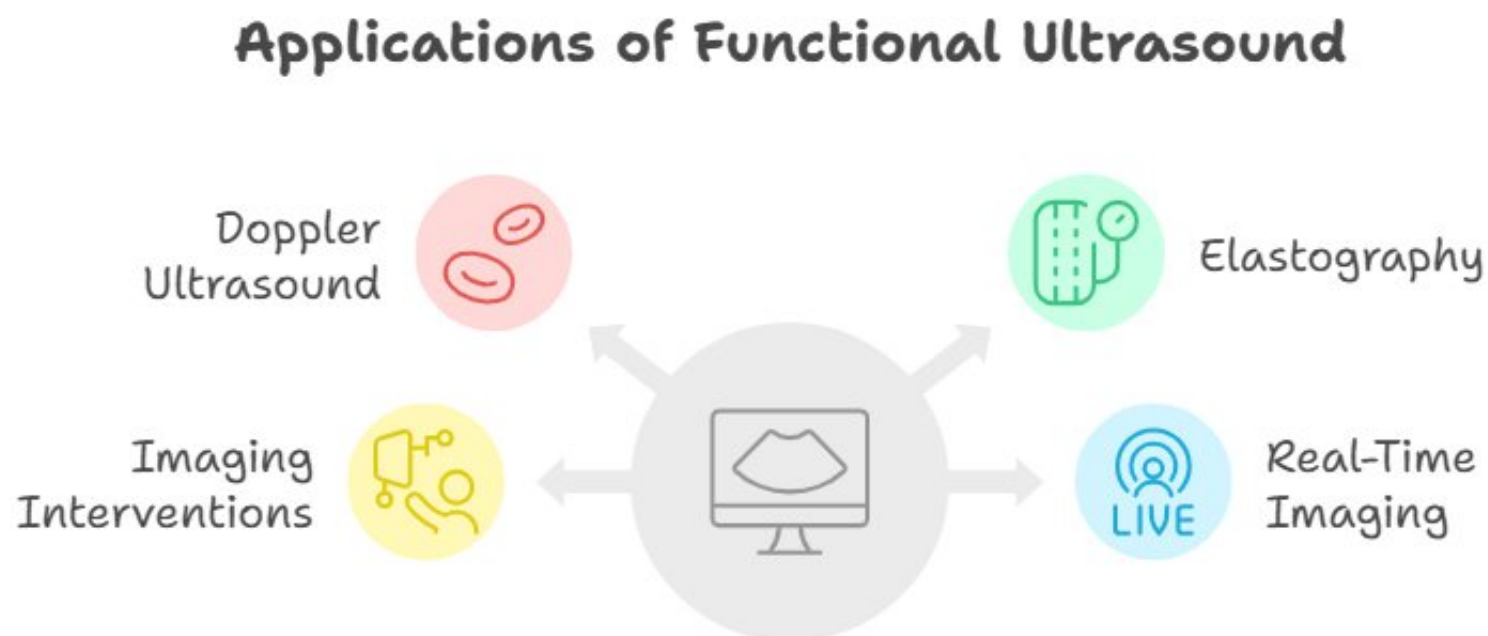 Applications of Functional Ultrasound
Doppler
Ultrasound
Elastography
Imaging
Interventions
LIVE
Real-Time
Imaging